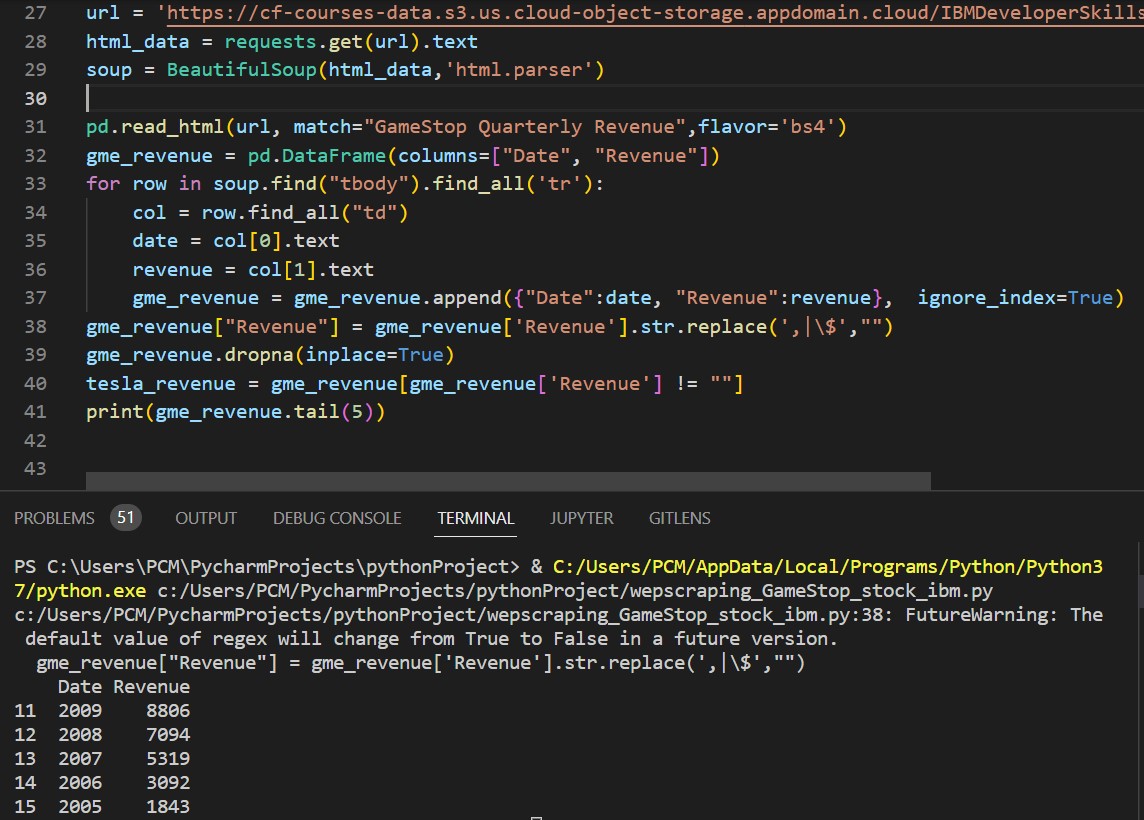 27 url = 'https://cf-courses-data.s3.us.cloud-object-storage.appdomain.cloud/IBMDeveloperSkills
28 html_data = requests.get(url).text
29 soup = BeautifulSoup(html_data,'html.parser')
30
31 pd.read_html(url, match="GameStop Quarterly Revenue",flavor='bs4')
32 gme_revenue = pd.DataFrame(columns=["Date", "Revenue"])
33 for row in soup.find("tbody").find_all('tr'):
34     col = row.find_all("td")
35     date = col[0].text
36     revenue = col[1].text
37     gme_revenue = gme_revenue.append({"Date":date, "Revenue":revenue},  ignore_index=True)
38 gme_revenue["Revenue"] = gme_revenue['Revenue'].str.replace(',|\$',"")
39 gme_revenue.dropna(inplace=True)
40 tesla_revenue = gme_revenue[gme_revenue['Revenue'] != ""]
41 print(gme_revenue.tail(5))
42
43
PROBLEMS 51 OUTPUT DEBUG CONSOLE TERMINAL JUPYTER GITLENS
PS C:\Users\PCM\PycharmProjects\pythonProject> & C:/Users/PCM/AppData/Local/Programs/Python/Python3
7/python.exe c:/Users/PCM/PycharmProjects/pythonProject/wepscraping_GameStop_stock_ibm.py
c:/Users/PCM/PycharmProjects/pythonProject/wepscraping_GameStop_stock_ibm.py:38: FutureWarning: The
 default value of regex will change from True to False in a future version.
  gme_revenue["Revenue"] = gme_revenue['Revenue'].str.replace(',|\$',"")
    Date Revenue
11  2009    8806
12  2008    7094
13  2007    5319
14  2006    3092
15  2005    1843